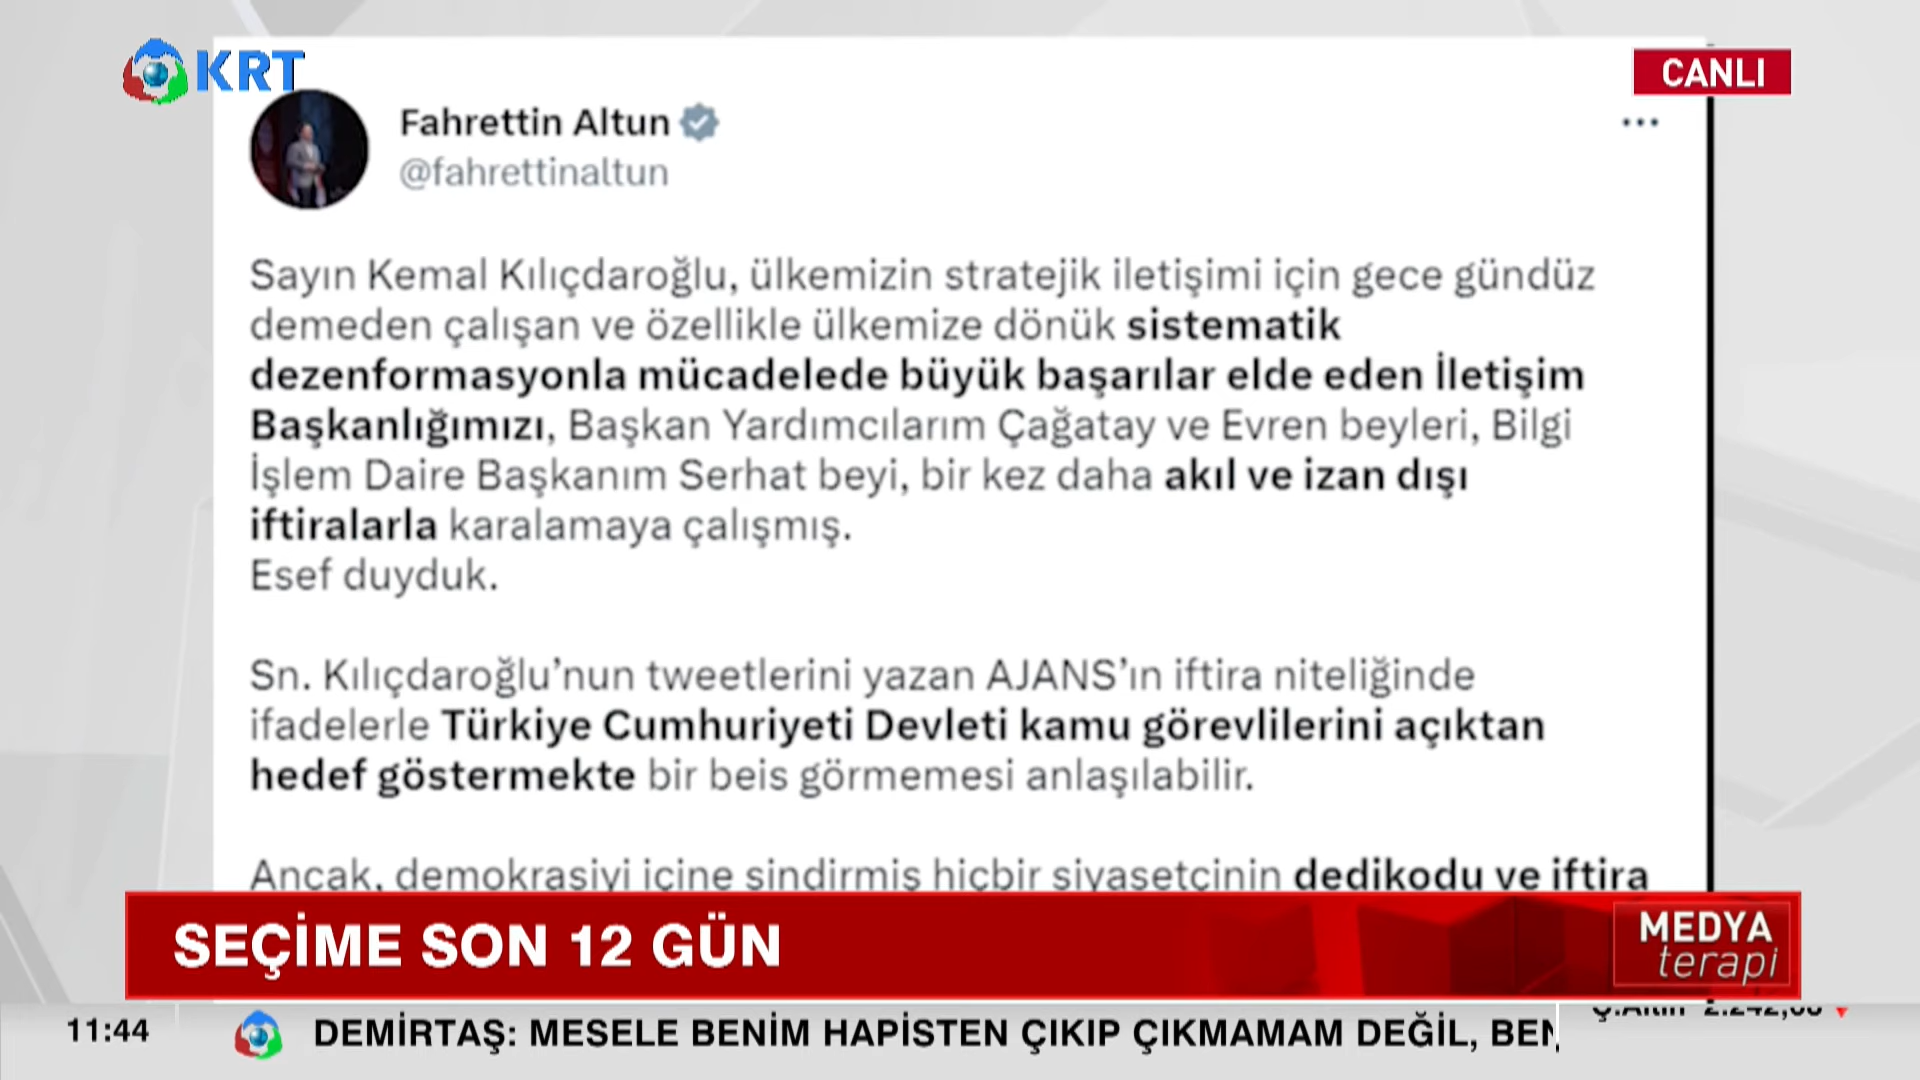 KRT
CANLI
Fahrettin Altun
@fahrettinaltun
Sayın Kemal Kılıçdaroğlu, ülkemizin stratejik iletişimi için gece gündüz
demeden çalışan ve özellikle ülkemize dönük sistematik
dezenformasyonla mücadelede büyük başarılar elde eden İletişim
Başkanlığımızı, Başkan Yardımcılarım Çağatay ve Evren beyleri, Bilgi
İşlem Daire Başkanım Serhat beyi, bir kez daha akıl ve izan dışı
iftiralarla karalamaya çalışmış.
Esef duyduk.
Sn. Kılıçdaroğlu’nun tweetlerini yazan AJANS’ın iftira niteliğinde
ifadelerle Türkiye Cumhuriyeti Devleti kamu görevlilerini açıktan
hedef göstermekte bir beis görmemesi anlaşılabilir.
Ancak, demokrasiyi içine sindirmiş hiçbir siyasetçinin dedikodu ve iftira
SEÇİME SON 12 GÜN
MEDYA
terapi
11:44
DEMİRTAŞ: MESELE BENİM HAPİSTEN ÇIKIP ÇIKMAMAM DEĞİL,